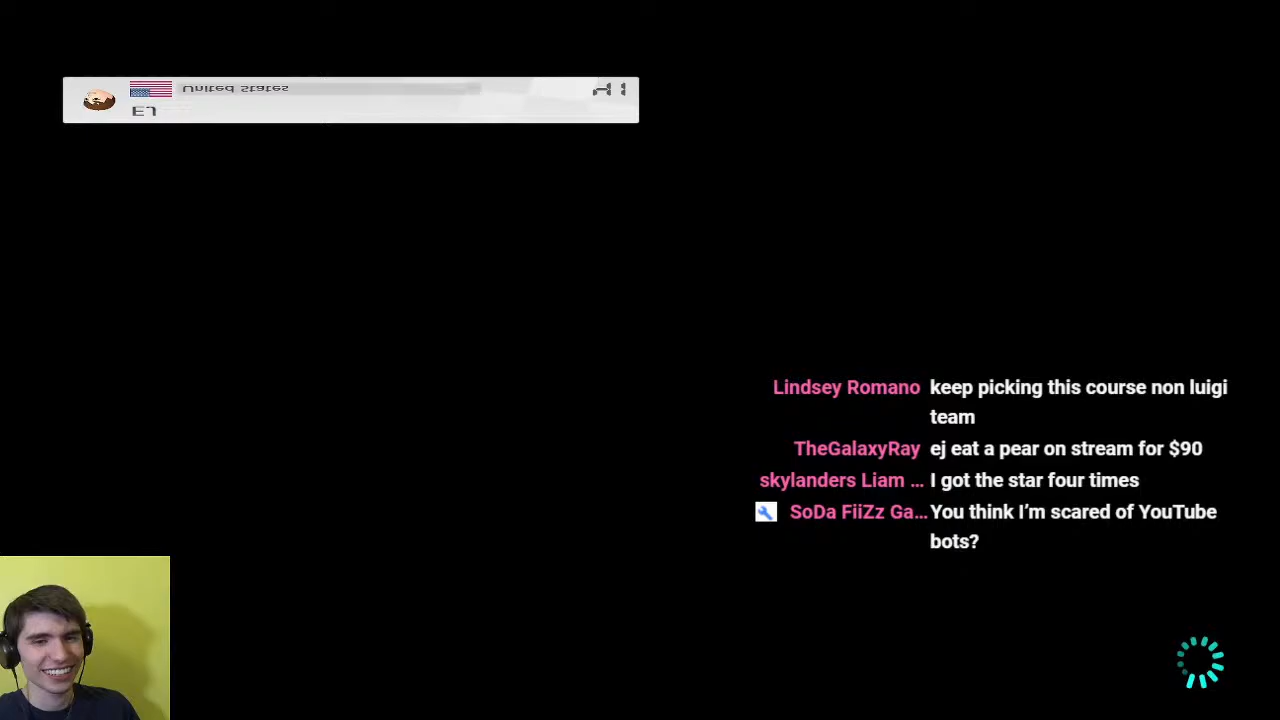 United States
EJ
Lindsey Romano keep picking this course non luigi
team
TheGalaxyRay ej eat a pear on stream for $90
skylanders Liam ... I got the star four times
SoDa FiiZz Ga... You think I’m scared of YouTube
bots?